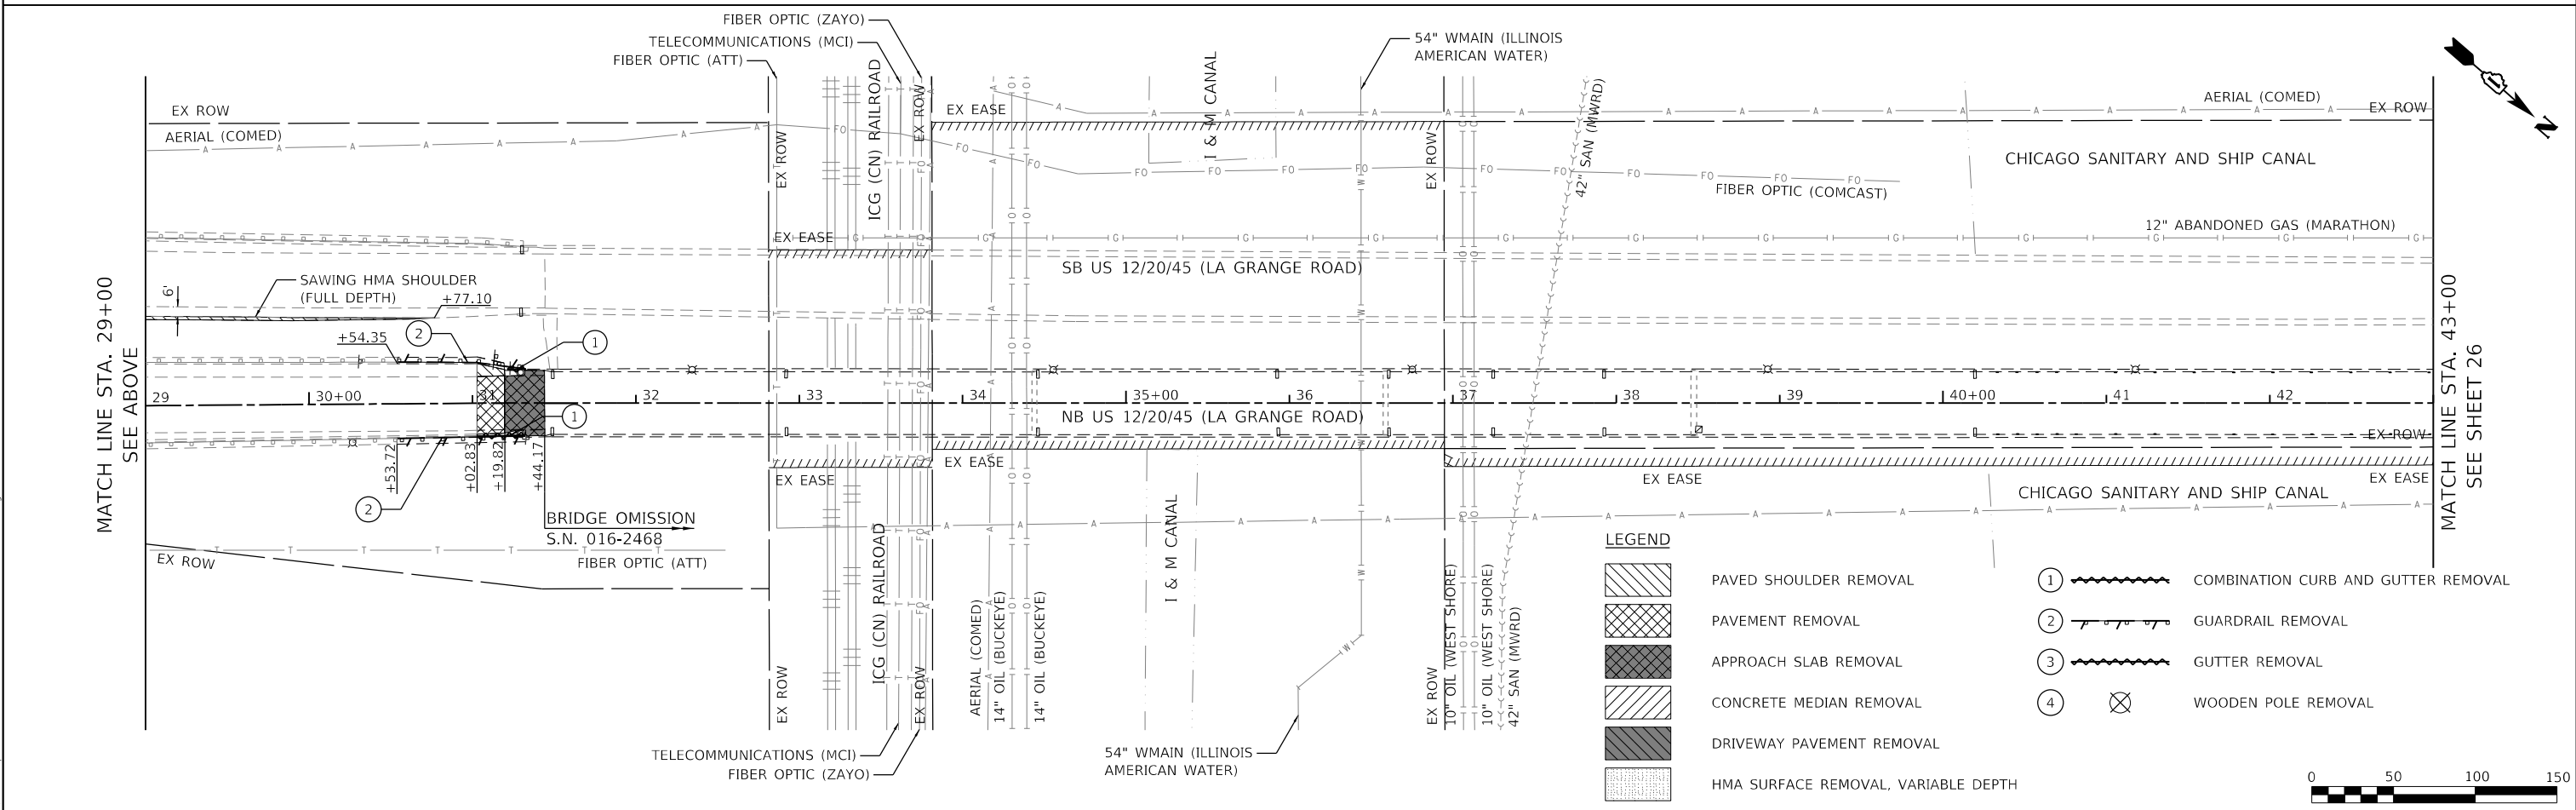 FIBER OPTIC (ZAYO)
TELECOMMUNICATIONS (MCI)
FIBER OPTIC (ATT)
54" WMAIN (ILLINOIS
AMERICAN WATER)
N
EX ROW
AERIAL (COMED)
EX ROW
ICG (CN) RAILROAD
EX ROW
EX EASE
I & M CANAL
EX ROW
42" SAN (MWRD)
AERIAL (COMED)
EX ROW
CHICAGO SANITARY AND SHIP CANAL
FIBER OPTIC (COMCAST)
12" ABANDONED GAS (MARATHON)
EX EASE
SB US 12/20/45 (LA GRANGE ROAD)
MATCH LINE STA. 29+00
SEE ABOVE
6'
SAWING HMA SHOULDER
(FULL DEPTH)
+77.10
+54.35
2
1
29
30+00
31
32
33
34
35+00
36
37
38
39
40+00
41
42
1
NB US 12/20/45 (LA GRANGE ROAD)
EX ROW
MATCH LINE STA. 43+00
SEE SHEET 26
+53.72
+02.83
+19.82
+44.17
2
EX EASE
EX EASE
EX EASE
EX EASE
CHICAGO SANITARY AND SHIP CANAL
BRIDGE OMISSION
S.N. 016-2468
FIBER OPTIC (ATT)
EX ROW
EX ROW
ICG (CN) RAILROAD
EX ROW
AERIAL (COMED)
14" OIL (BUCKEYE)
14" OIL (BUCKEYE)
I & M CANAL
EX ROW
10" OIL (WEST SHORE)
10" OIL (WEST SHORE)
42" SAN (MWRD)
TELECOMMUNICATIONS (MCI)
FIBER OPTIC (ZAYO)
54" WMAIN (ILLINOIS
AMERICAN WATER)
LEGEND
PAVED SHOULDER REMOVAL
PAVEMENT REMOVAL
APPROACH SLAB REMOVAL
CONCRETE MEDIAN REMOVAL
DRIVEWAY PAVEMENT REMOVAL
HMA SURFACE REMOVAL, VARIABLE DEPTH
1 COMBINATION CURB AND GUTTER REMOVAL
2 GUARDRAIL REMOVAL
3 GUTTER REMOVAL
4 WOODEN POLE REMOVAL
0 50 100 150